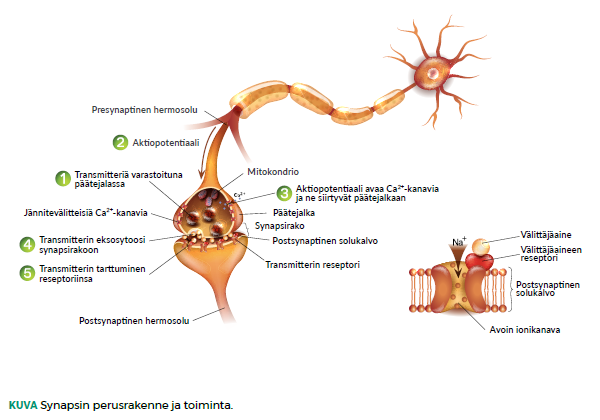 Presynaptinen hermosolu
2 Aktiopotentiaali
1 Transmitteriä varastoituna
päätejalassa
Mitokondrio
Ca²⁺
3 Aktiopotentiaali avaa Ca²⁺-kanavia
ja ne siirtyvät päätejalkaan
Jännitevälitteisiä Ca²⁺-kanavia
Päätejalka
Synapsirako
4 Transmitterin eksosytoosi
synapsirakoon
Postsynaptinen solukalvo
5 Transmitterin tarttuminen
reseptoriinsa
Transmitterin reseptori
Postsynaptinen hermosolu
Na⁺
Välittäjäaine
Välittäjäaineen
reseptori
Postsynaptinen
solukalvo
Avoin ionikanava
KUVA Synapsin perusrakenne ja toiminta.